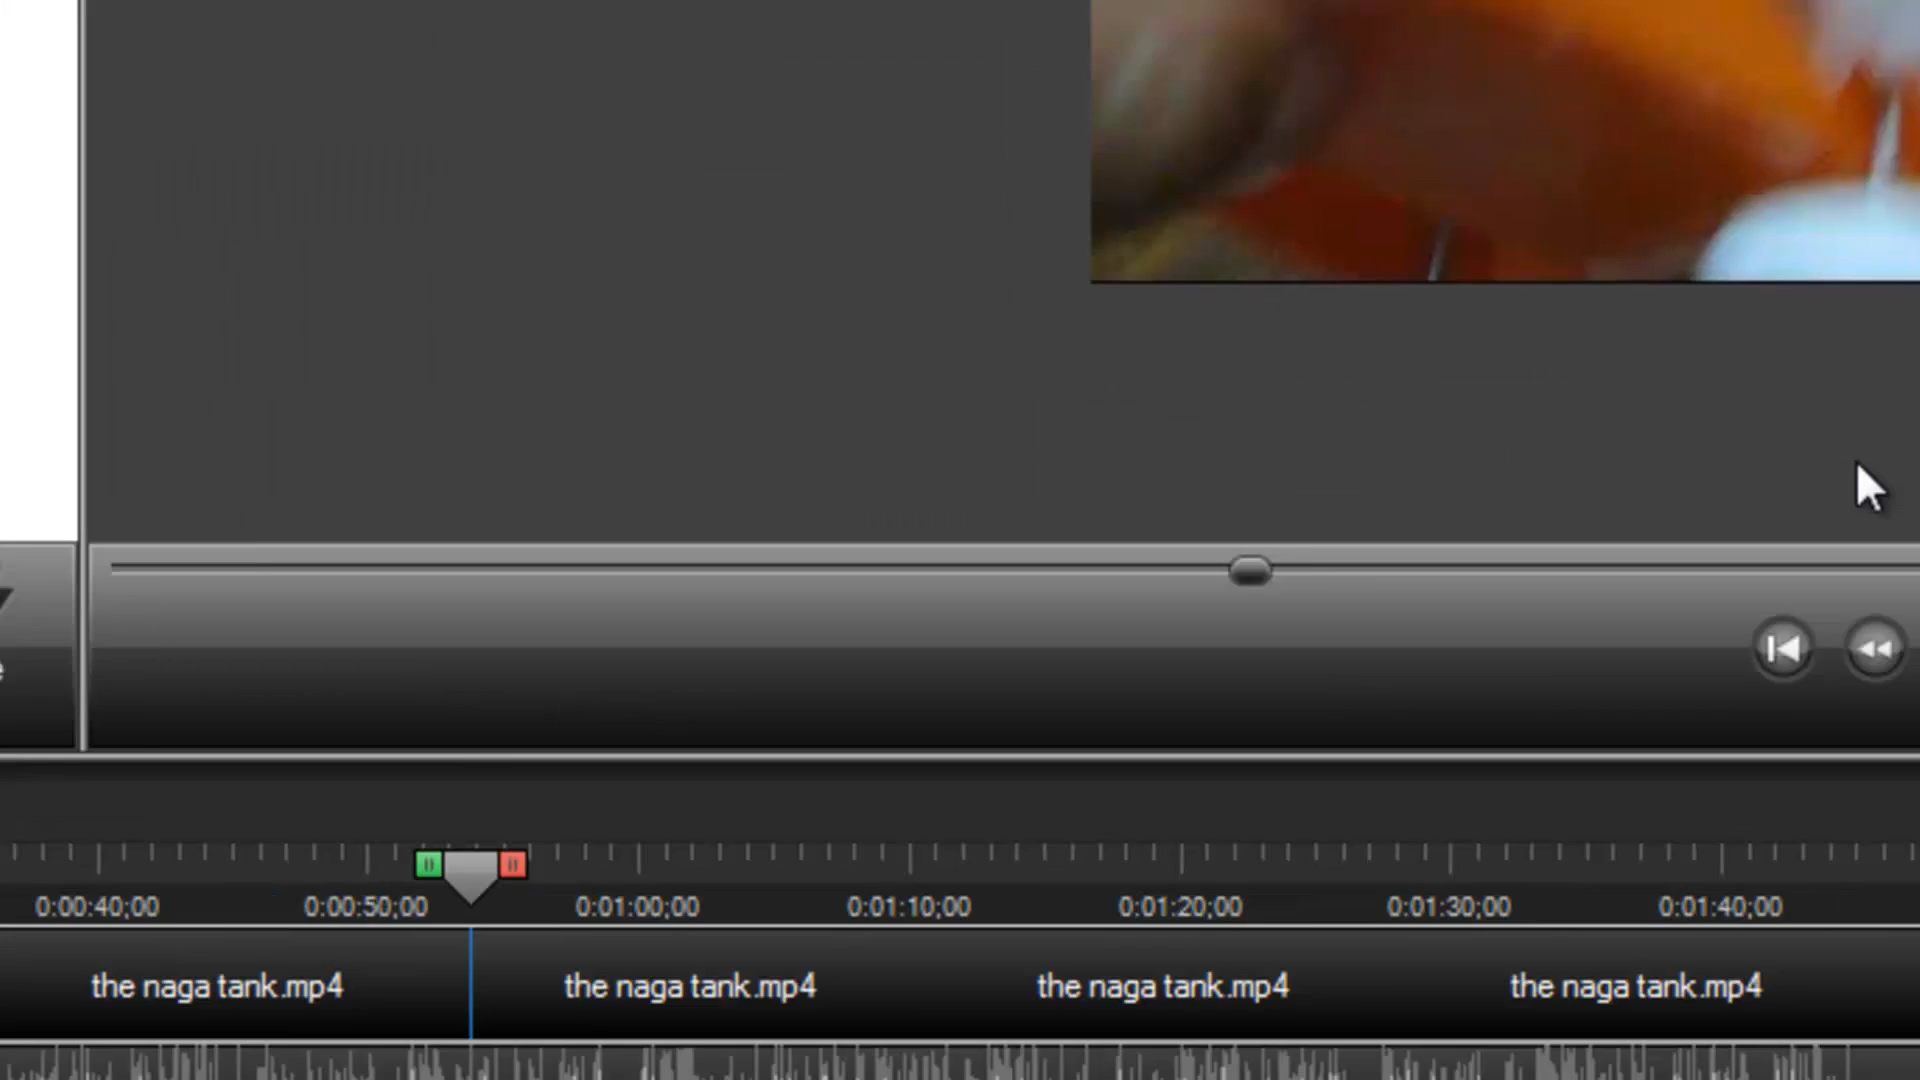 e
0:00:40;00 0:00:50;00 0:01:00;00 0:01:10;00 0:01:20;00 0:01:30;00 0:01:40;00
the naga tank.mp4 the naga tank.mp4 the naga tank.mp4 the naga tank.mp4